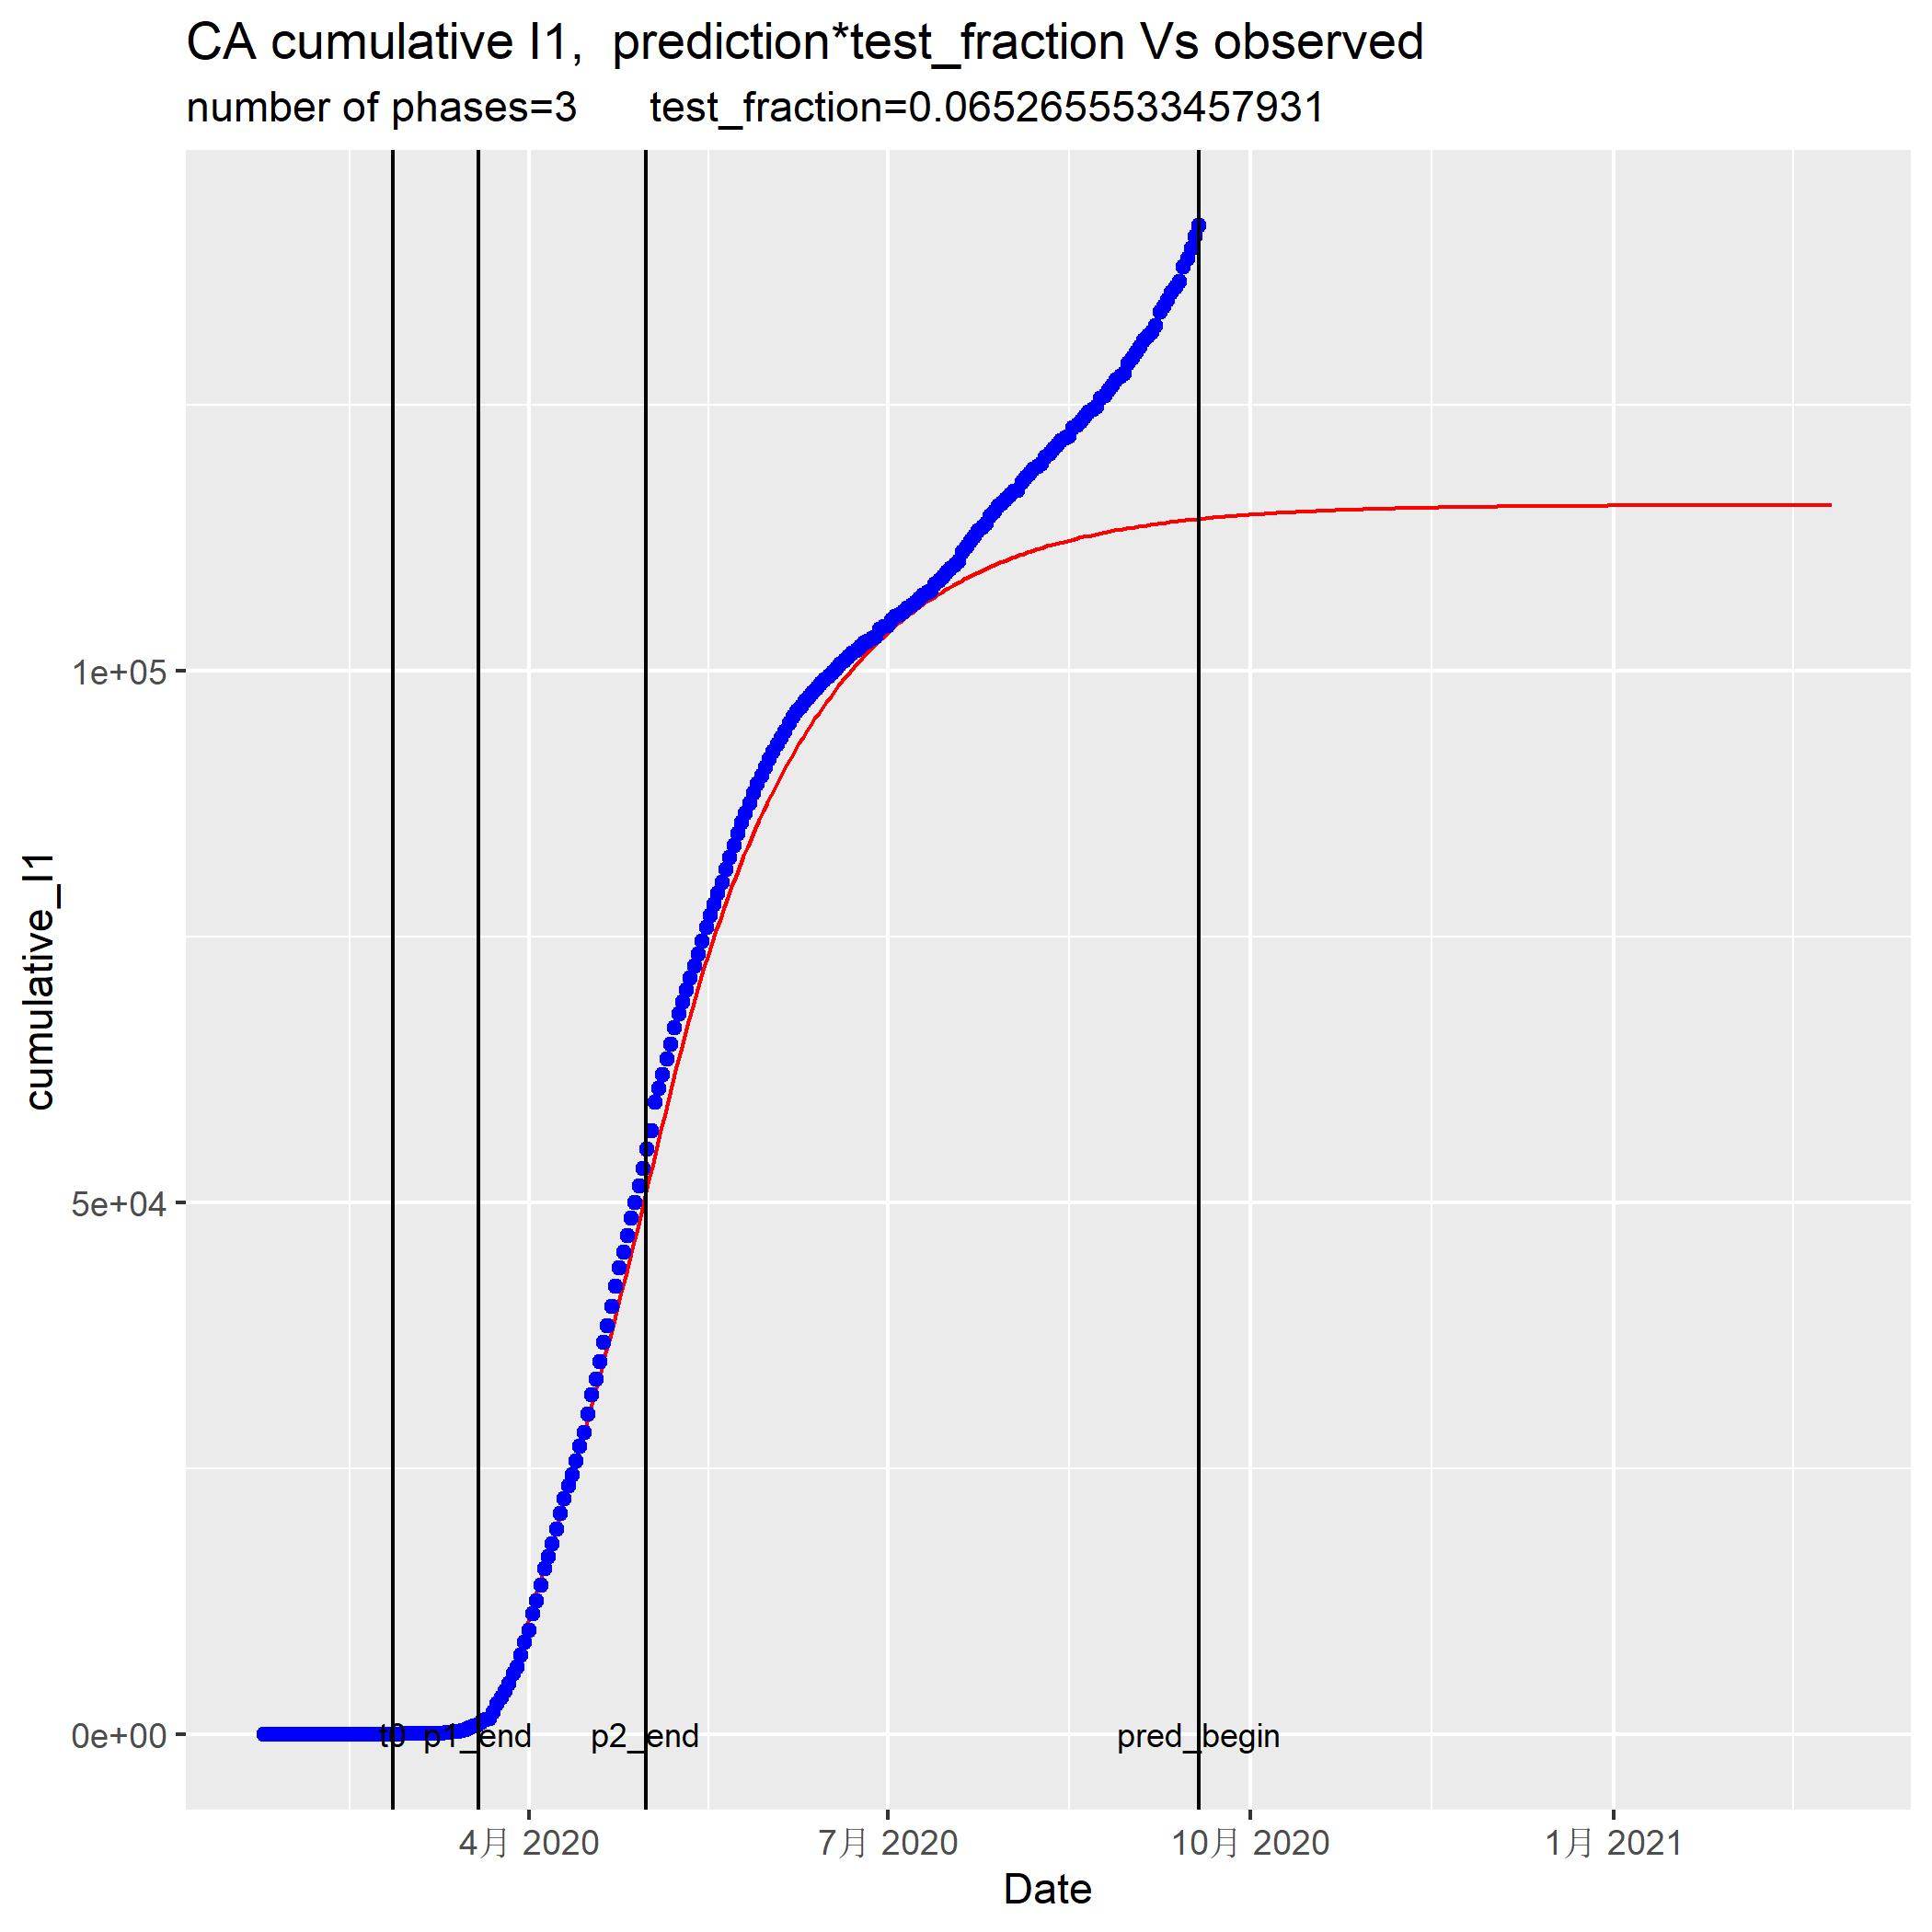 CA cumulative I1,  prediction*test_fraction Vs observed
number of phases=3      test_fraction=0.0652655533457931
cumulative_I1
1e+05
5e+04
0e+00
t0 p1_end p2_end pred_begin
4月 2020 7月 2020 10月 2020 1月 2021
Date